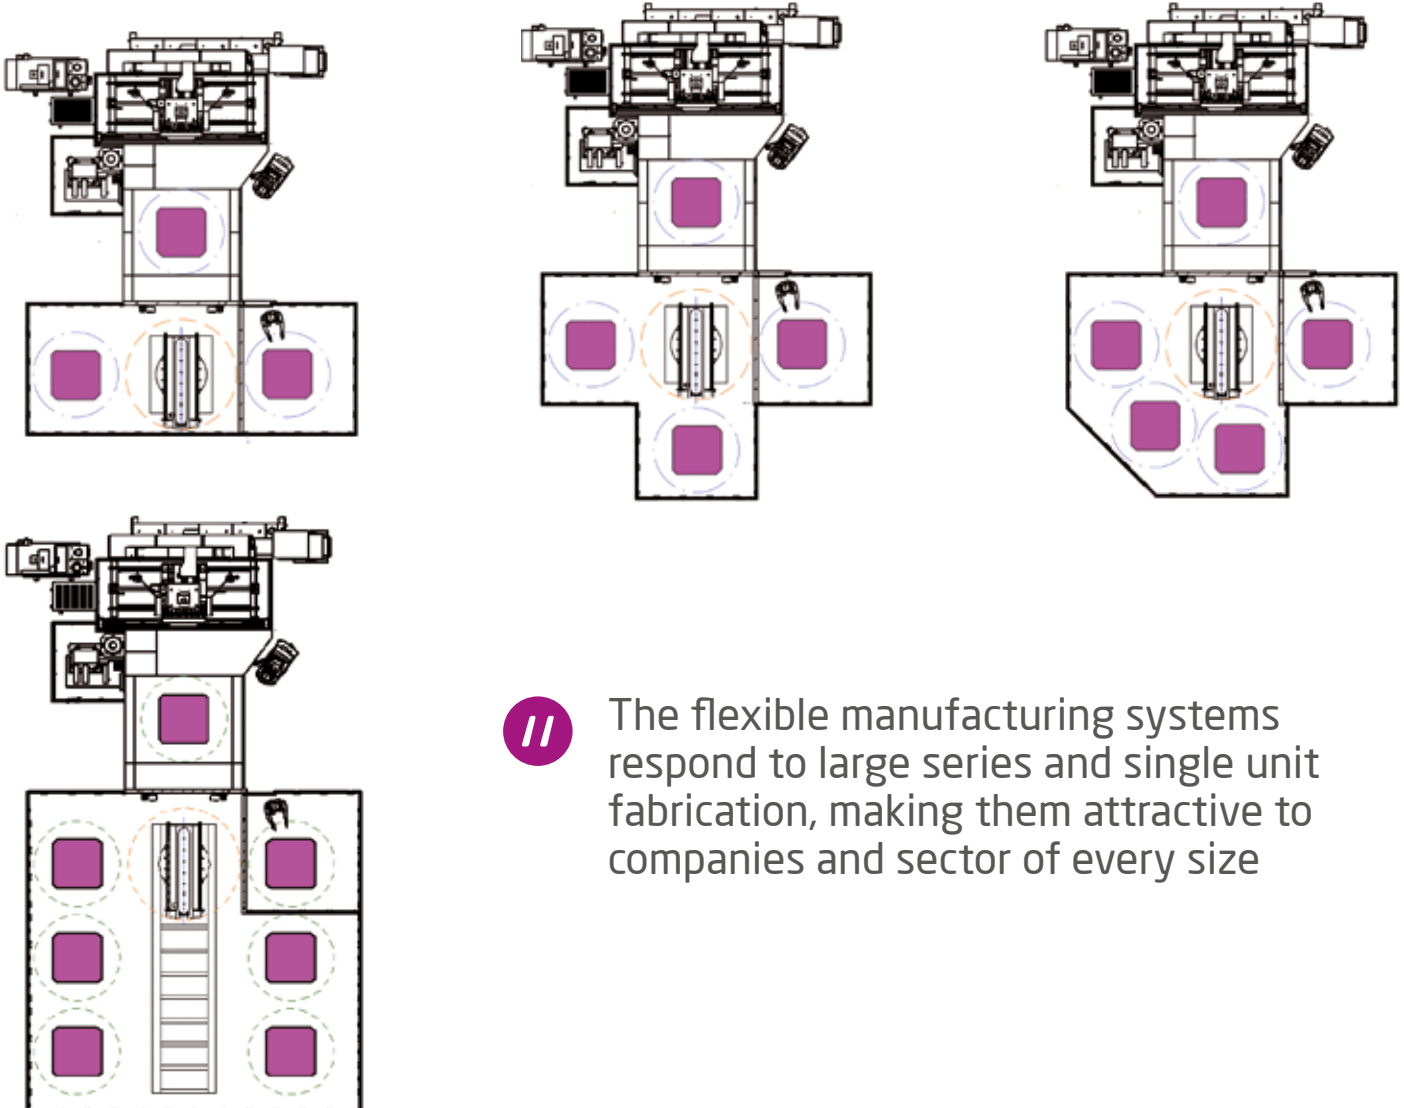 The flexible manufacturing systems
respond to large series and single unit
fabrication, making them attractive to
companies and sector of every size